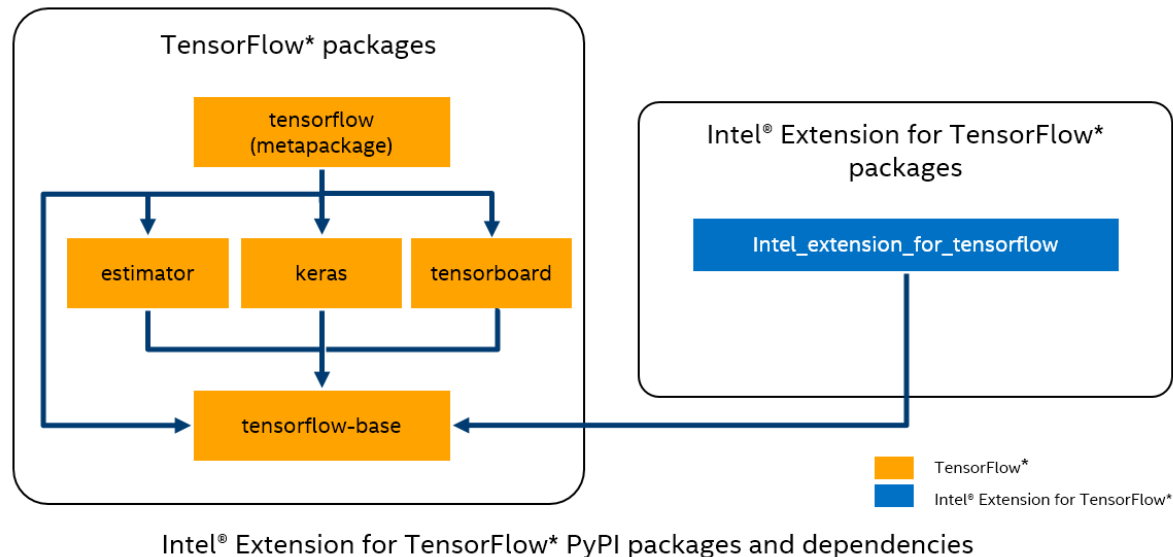 TensorFlow* packages
tensorflow
(metapackage)
estimator
keras
tensorboard
tensorflow-base
Intel® Extension for TensorFlow*
packages
Intel_extension_for_tensorflow
TensorFlow*
Intel® Extension for TensorFlow*
Intel® Extension for TensorFlow* PyPI packages and dependencies